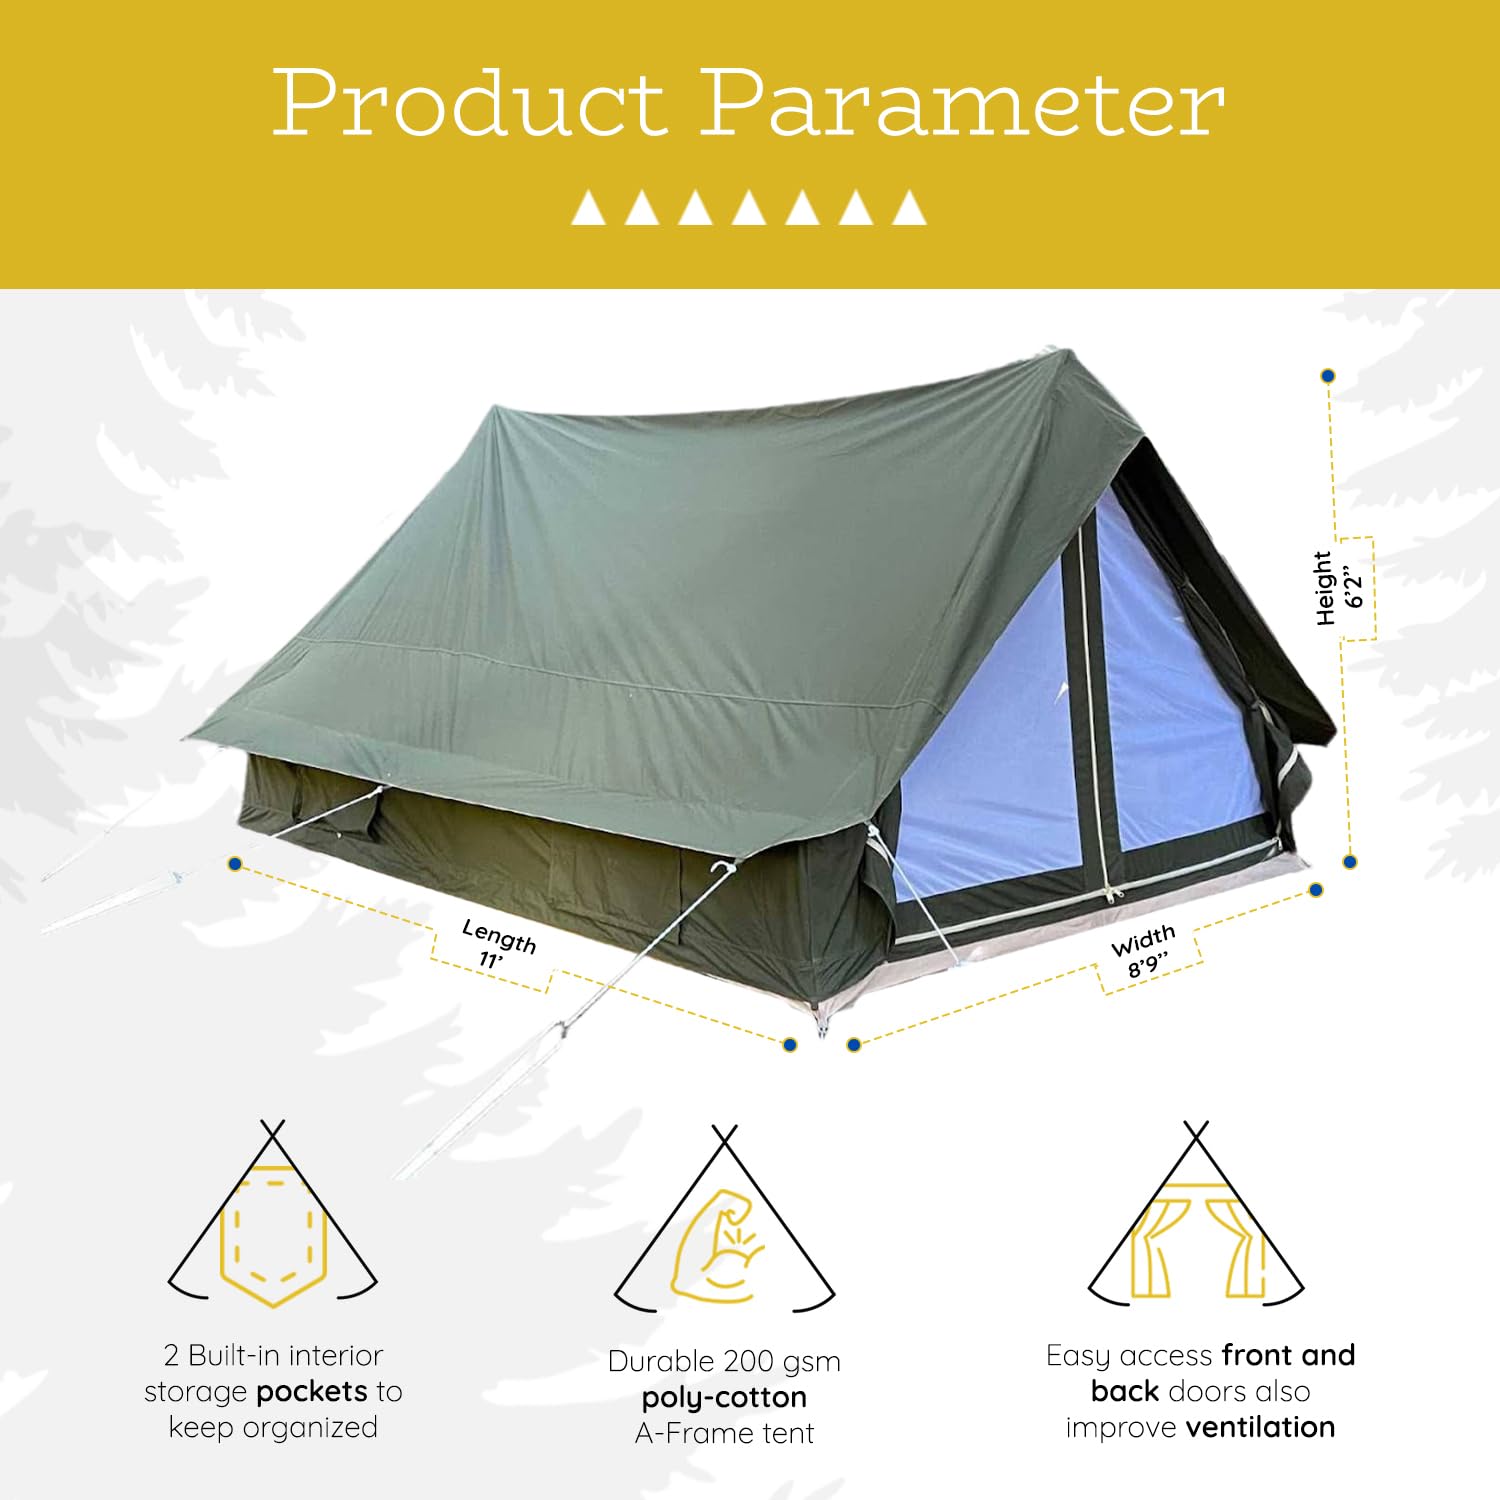 Product Parameter
Height
6'2’’
Length
11’
Width
8'9’’
2 Built-in interior
storage pockets to
keep organized
Durable 200 gsm
poly-cotton
A-Frame tent
Easy access front and
back doors also
improve ventilation